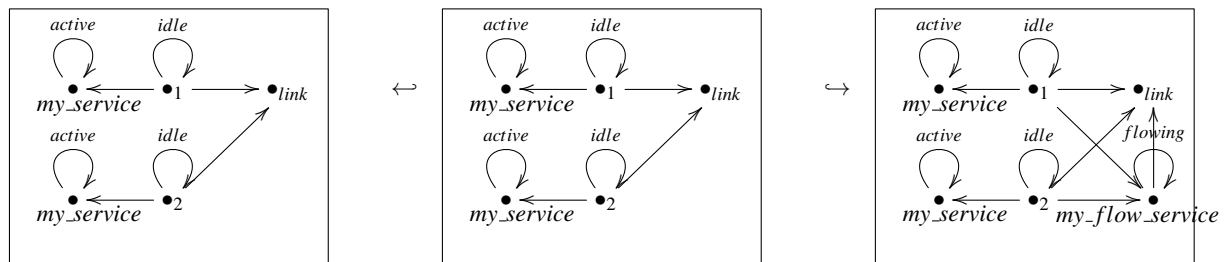 active idle active idle active idle
1 link 1 link 1 link
my_service my_service my_service
active idle active idle active idle flowing
2 2 2
my_service my_service my_service my_flow_service